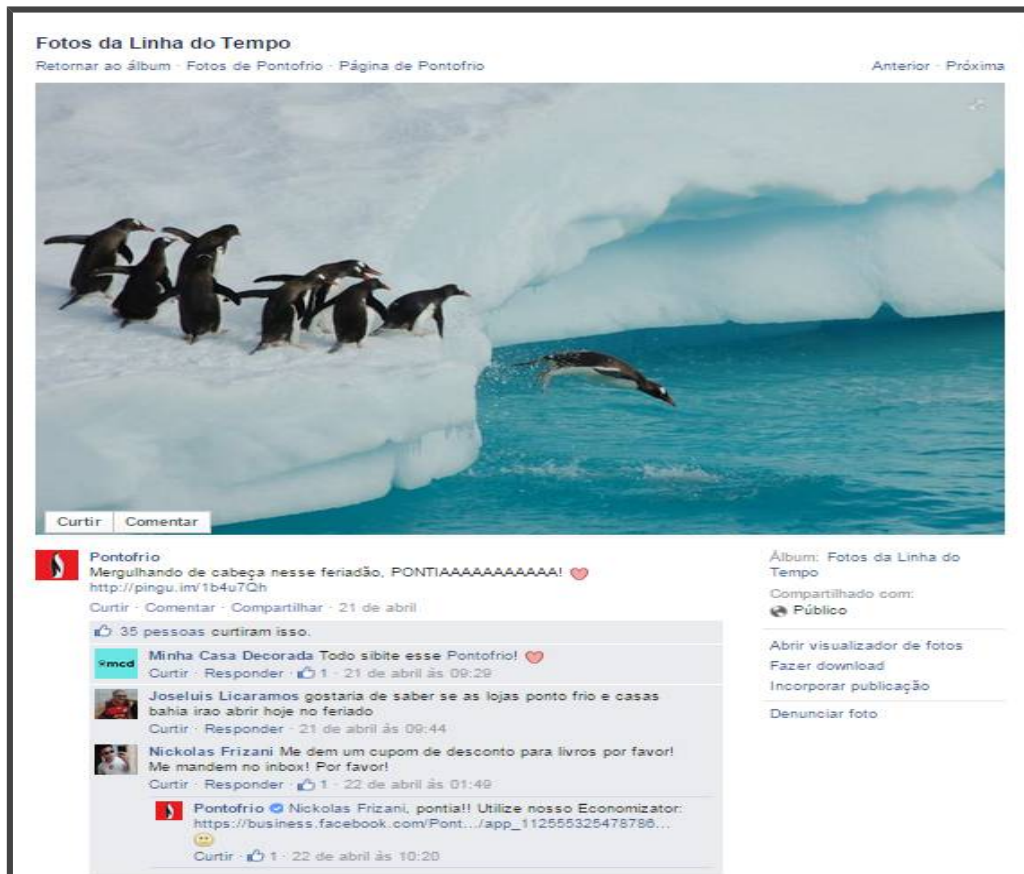 Fotos da Linha do Tempo
Retornar ao álbum · Fotos de Pontofrio · Página de Pontofrio
Anterior · Próxima
Curtir Comentar
Pontofrio
Mergulhando de cabeça nesse feriadão, PONTIAAAAAAAAAAA!
http://pingu.im/1b4u7Qh
Curtir · Comentar · Compartilhar · 21 de abril
35 pessoas curtiram isso.
mcd
Minha Casa Decorada Todo sibite esse Pontofrio!
Curtir · Responder · 1 · 21 de abril às 09:29
Joseluis Licaramos gostaria de saber se as lojas ponto frio e casas
bahia irao abrir hoje no feriado
Curtir · Responder · 21 de abril às 09:44
Nickolas Frizani Me dem um cupom de desconto para livros por favor!
Me mandem no inbox! Por favor!
Curtir · Responder · 1 · 22 de abril às 01:49
Pontofrio Nickolas Frizani, pontia!! Utilize nosso Economizator:
https://business.facebook.com/Pont.../app_112555325478786...
Curtir · 1 · 22 de abril às 10:20
Álbum: Fotos da Linha do
Tempo
Compartilhado com:
Público
Abrir visualizador de fotos
Fazer download
Incorporar publicação
Denunciar foto